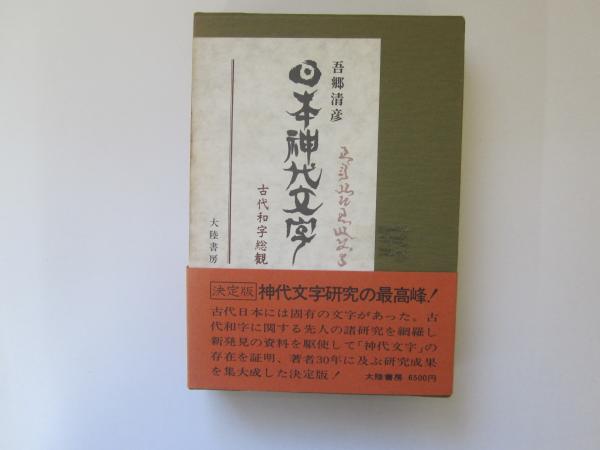 吾郷清彦
日本神代文字
古代和字総観
大陸書房
決定版 神代文字研究の最高峰!
古代日本には固有の文字があった。古
代和字に関する先人の諸研究を網羅し
新発見の資料を駆使して「神代文字」の
存在を証明、著者30年に及ぶ研究成果
を集大成した決定版!
大陸書房 6500円